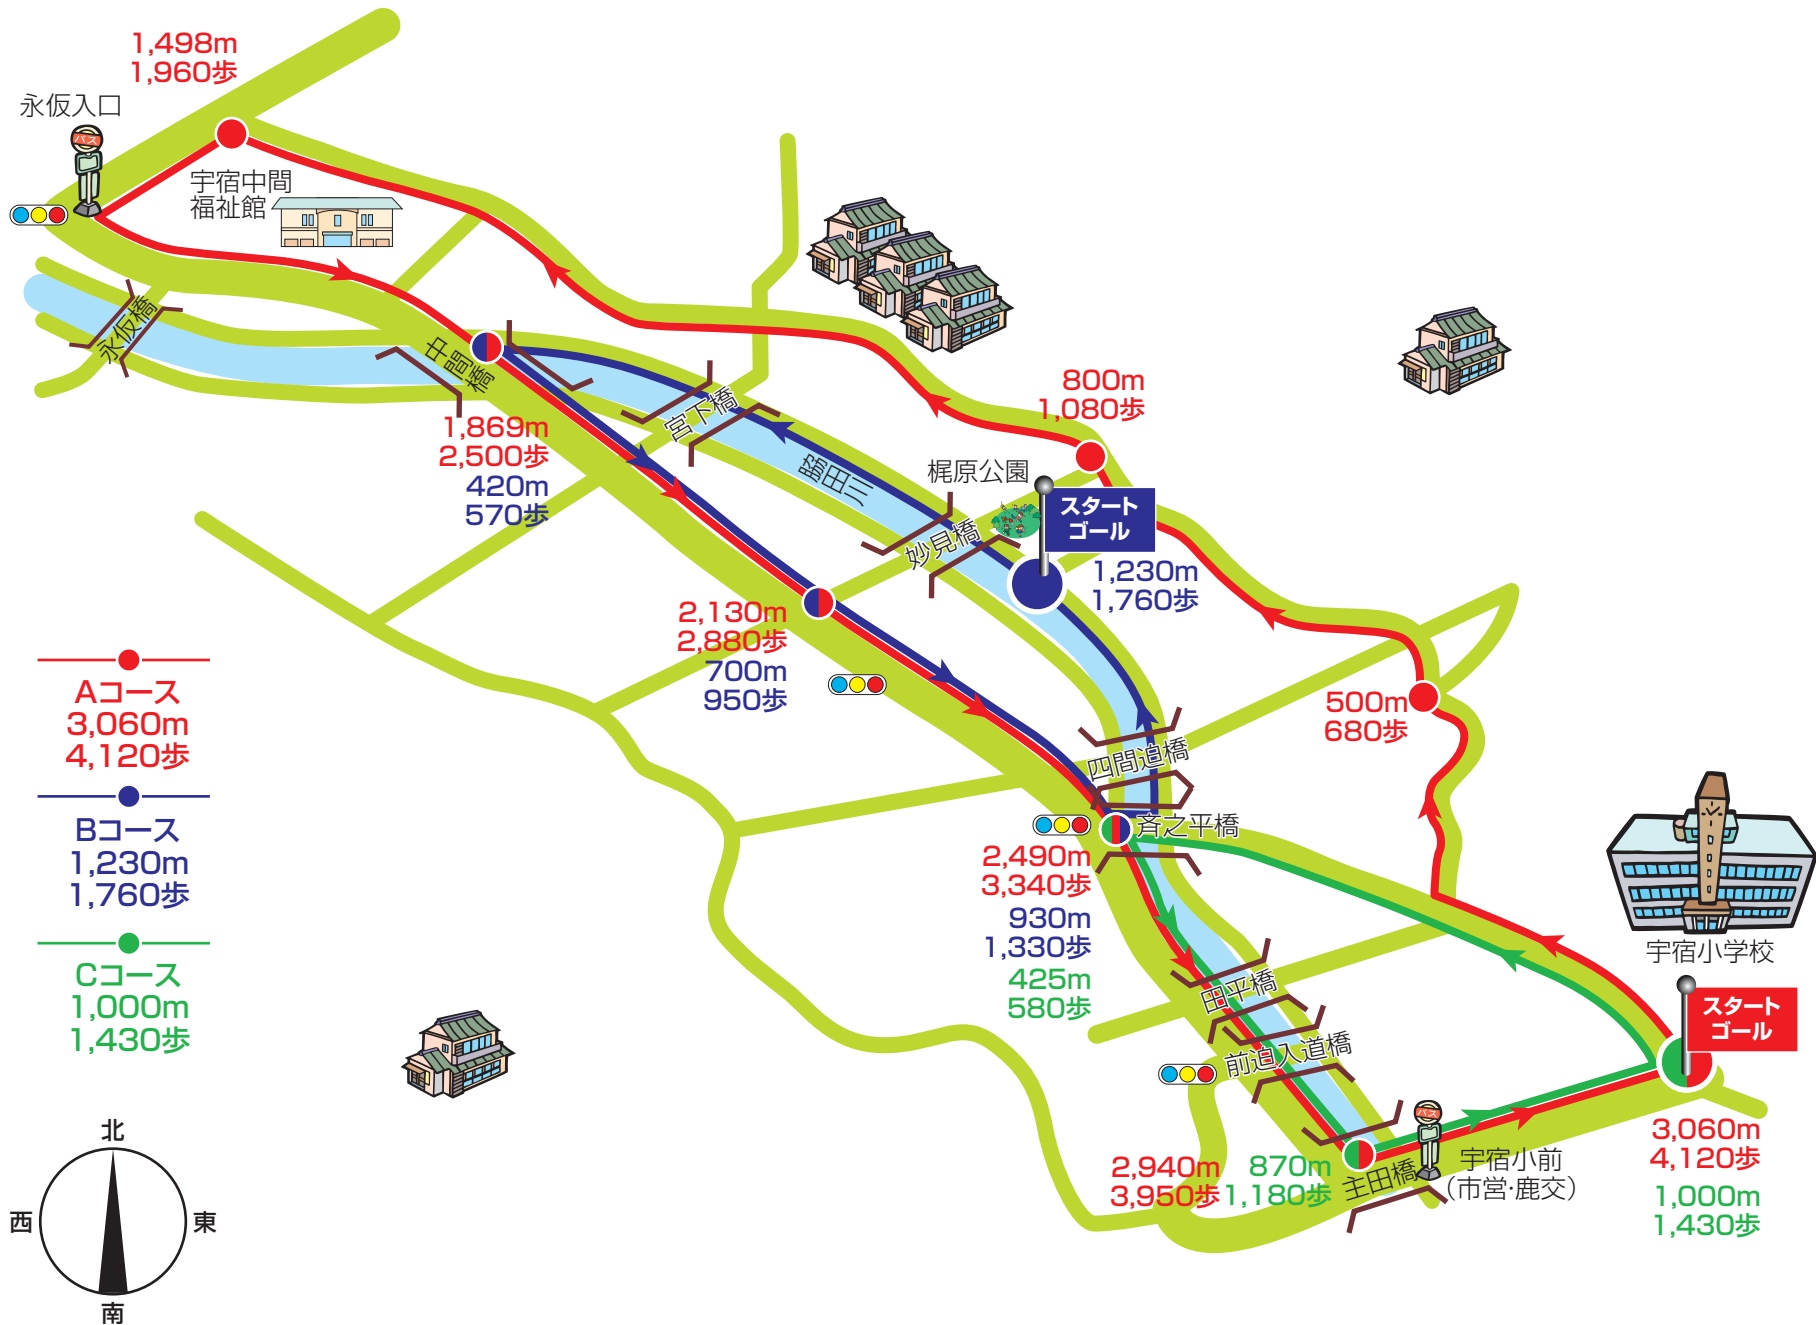 1,498m
1,960歩
永仮入口
バス
宇宿中間
福祉館
永仮橋
中間橋
宮下橋
脇田川
800m
1,080歩
梶原公園
スタート
ゴール
妙見橋
1,230m
1,760歩
1,869m
2,500歩
420m
570歩
2,130m
2,880歩
700m
950歩
500m
680歩
四間迫橋
斉之平橋
2,490m
3,340歩
930m
1,330歩
425m
580歩
宇宿小学校
スタート
ゴール
田平橋
前迫入道橋
バス
宇宿小前
(市営・鹿交)
主田橋
2,940m
3,950歩
870m
1,180歩
3,060m
4,120歩
1,000m
1,430歩
Aコース
3,060m
4,120歩
Bコース
1,230m
1,760歩
Cコース
1,000m
1,430歩
北
西
東
南